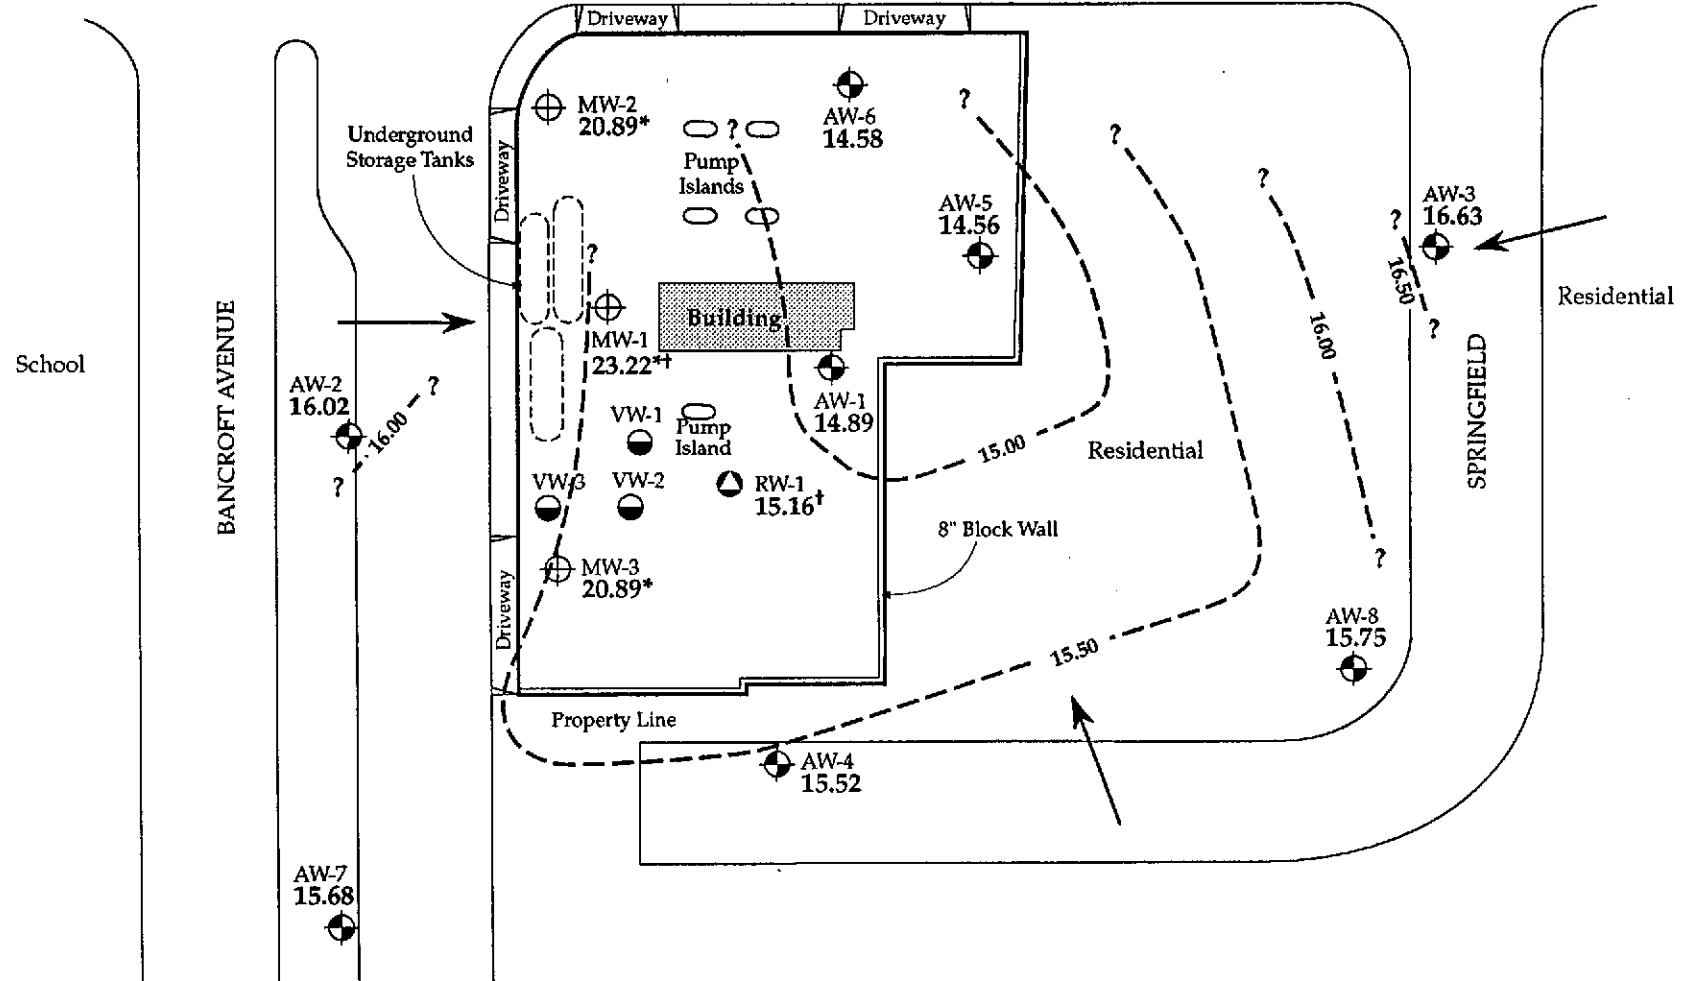 Driveway
Driveway
MW-2
20.89*
AW-6
14.58
?
?
?
?
Underground
Storage Tanks
Driveway
Pump
Islands
AW-5
14.56
AW-3
16.63
?
?
16.50
?
Residential
MW-1
23.22*†
Building
16.00
School
BANCROFT AVENUE
AW-2
16.02
?
16.00
?
VW-1
Pump
Island
AW-1
14.89
15.00
Residential
SPRINGFIELD
VW-3
VW-2
RW-1
15.16†
8" Block Wall
?
MW-3
20.89*
Driveway
AW-8
15.75
15.50
Property Line
AW-4
15.52
AW-7
15.68